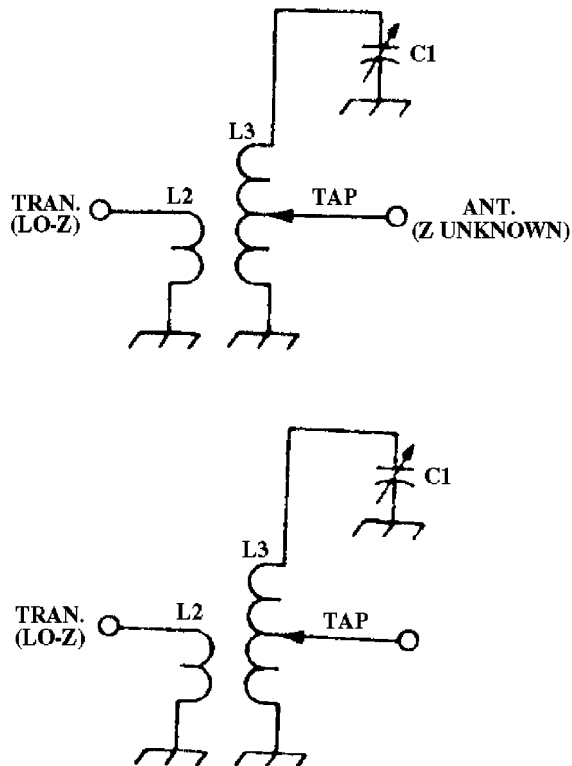 C1
L3
TRAN.
(LO-Z)
L2
TAP
ANT.
(Z UNKNOWN)
C1
L3
TRAN.
(LO-Z)
L2
TAP